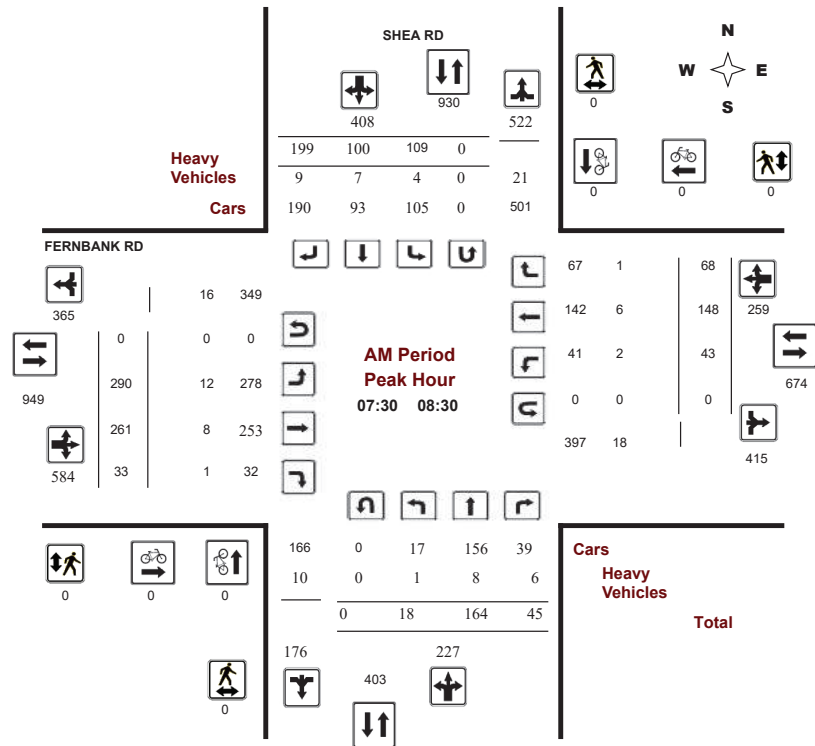 N
SHEA RD
W E
S
930
0
408 522
199 100 109 0
Heavy
Vehicles
9 7 4 0 21
0 0 0
Cars
190 93 105 0 501
FERNBANK RD
67 1 68
16 349
365
142 6 148 259
0 0 0
AM Period
Peak Hour
41 2 43
674
949
290 12 278
07:30 08:30
0 0 0
261 8 253
397 18 415
584
33 1 32
166 0 17 156 39
Cars
10 0 1 8 6
Heavy
Vehicles
0 0 0
0 18 164 45
Total
176 227
403
0